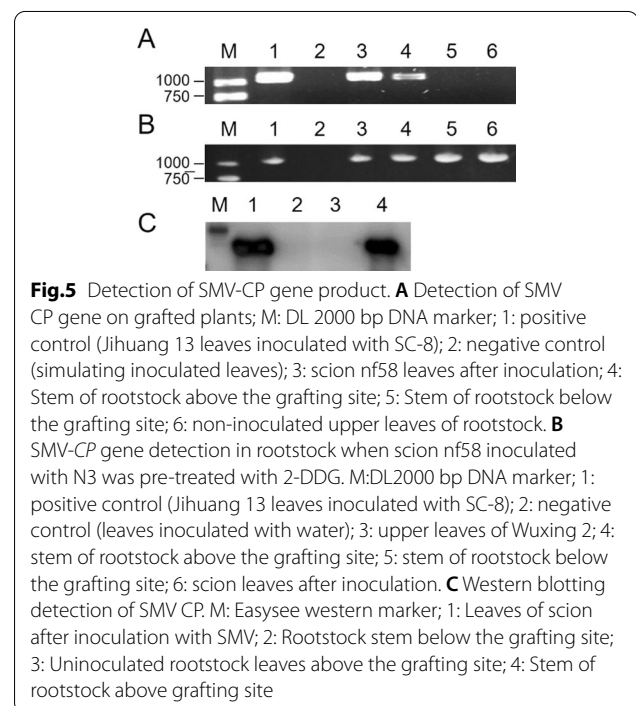 A
M 1 2 3 4 5 6
1000
750
B
M 1 2 3 4 5 6
1000
750
C
M 1 2 3 4
Fig.5 Detection of SMV-CP gene product. A Detection of SMV
CP gene on grafted plants; M: DL 2000 bp DNA marker; 1: positive
control (Jihuang 13 leaves inoculated with SC-8); 2: negative control
(simulating inoculated leaves); 3: scion nf58 leaves after inoculation; 4:
Stem of rootstock above the grafting site; 5: Stem of rootstock below
the grafting site; 6: non-inoculated upper leaves of rootstock. B
SMV-CP gene detection in rootstock when scion nf58 inoculated
with N3 was pre-treated with 2-DDG. M:DL2000 bp DNA marker; 1:
positive control (Jihuang 13 leaves inoculated with SC-8); 2: negative
control (leaves inoculated with water); 3: upper leaves of Wuxing 2; 4:
stem of rootstock above the grafting site; 5: stem of rootstock below
the grafting site; 6: scion leaves after inoculation. C Western blotting
detection of SMV CP. M: Easysee western marker; 1: Leaves of scion
after inoculation with SMV; 2: Rootstock stem below the grafting site;
3: Uninoculated rootstock leaves above the grafting site; 4: Stem of
rootstock above grafting site